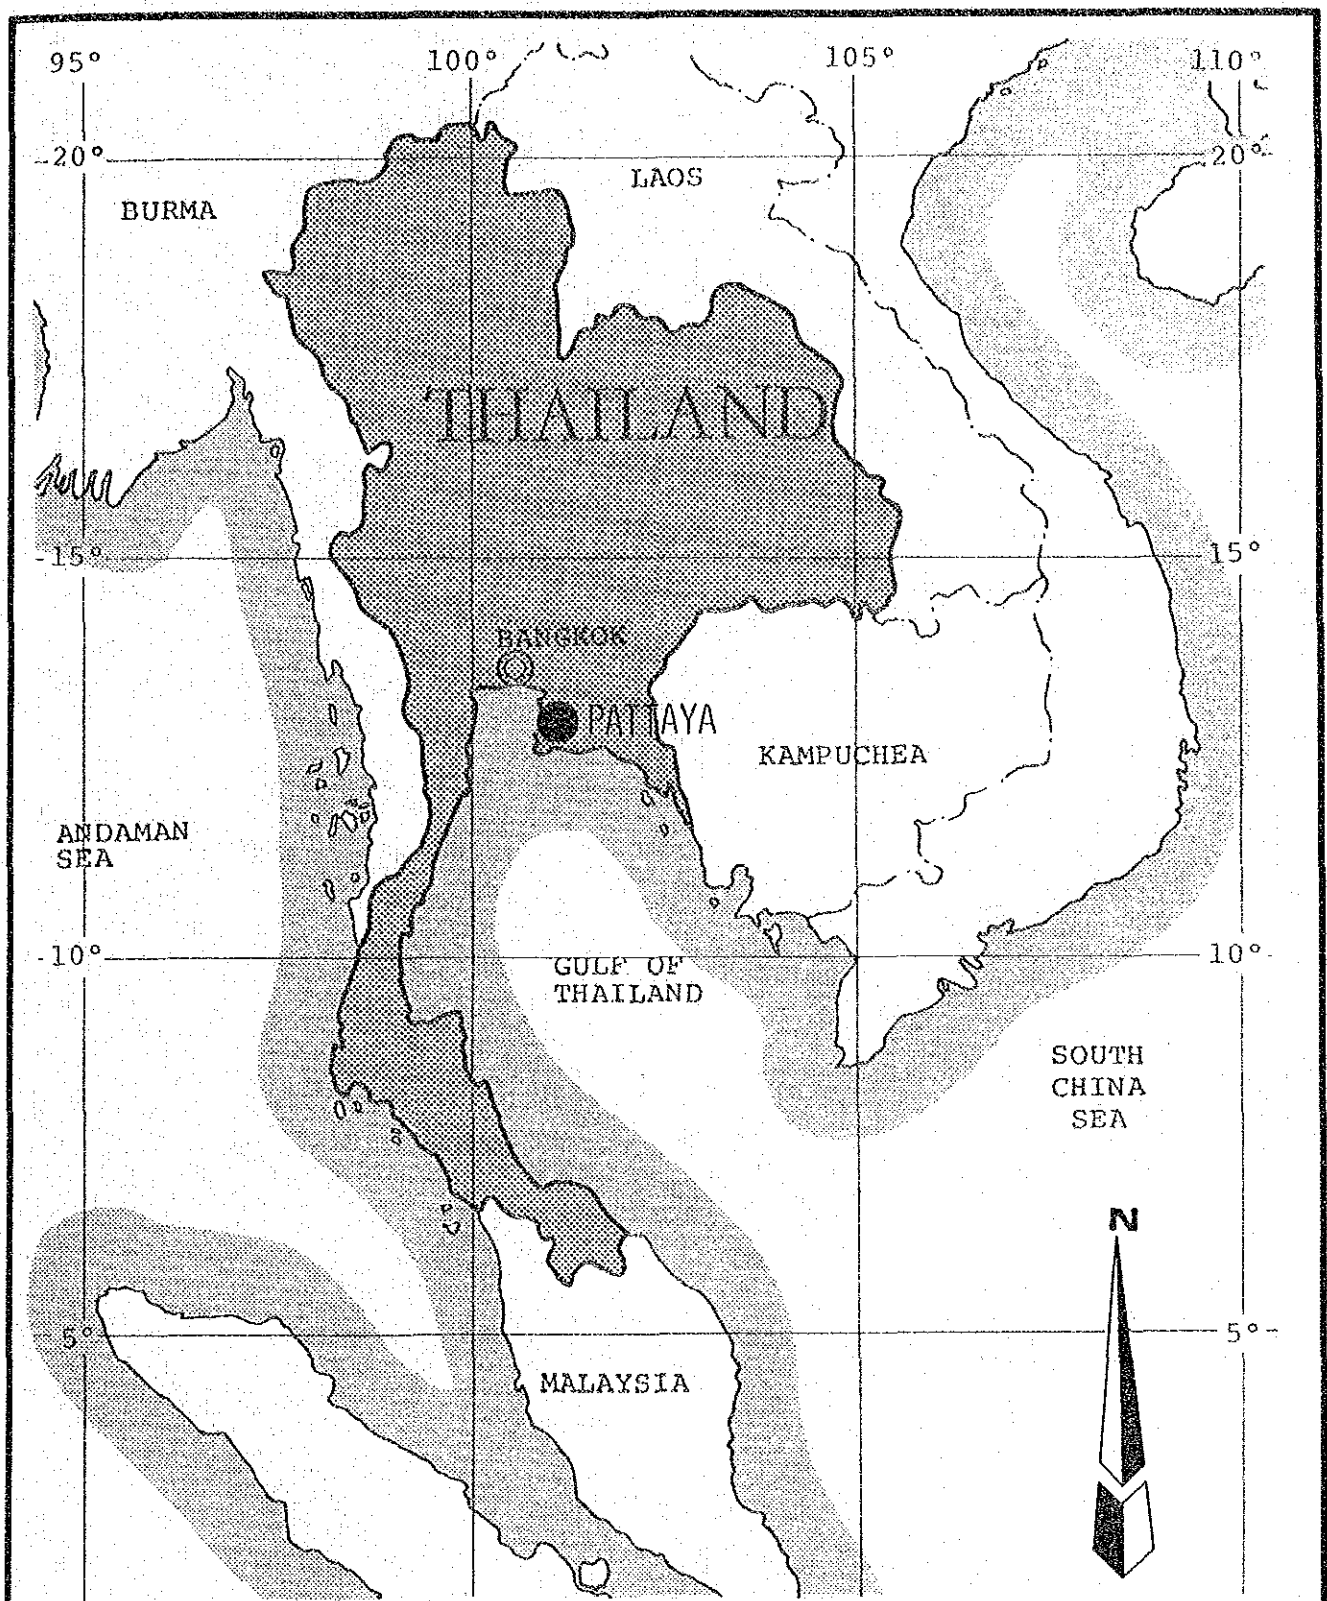 95° 100° 105° 110°
20° 20°
LAOS
BURMA
THAILAND
15° 15°
BANGKOK
PATTAYA
KAMPUCHEA
ANDAMAN
SEA
10° 10°
GULF OF
THAILAND
SOUTH
CHINA
SEA
N
5° 5°
MALAYSIA